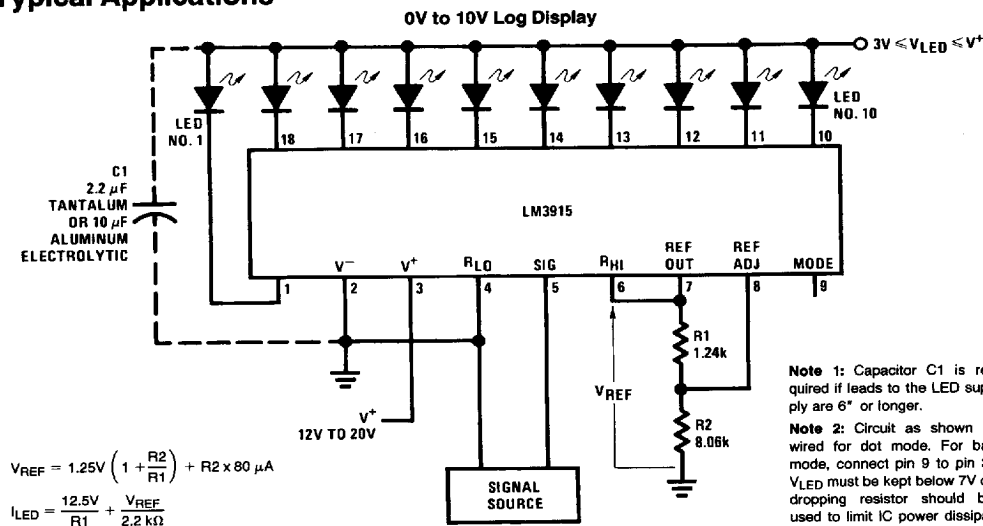 Typical Applications
0V to 10V Log Display
3V ≤ VLED ≤ V+
LED
NO. 1
LED
NO. 10
18 17 16 15 14 13 12 11 10
C1
2.2 µF
TANTALUM
OR 10 µF
ALUMINUM
ELECTROLYTIC
LM3915
V− V+ RLO SIG RHI REF OUT REF ADJ MODE
1 2 3 4 5 6 7 8 9
R1
1.24k
VREF
R2
8.06k
V+
12V TO 20V
SIGNAL
SOURCE
VREF = 1.25V (1 + R2/R1) + R2 x 80 µA
ILED = 12.5V/R1 + VREF/2.2 kΩ
Note 1: Capacitor C1 is re
quired if leads to the LED sup
ply are 6" or longer.
Note 2: Circuit as shown
wired for dot mode. For ba
mode, connect pin 9 to pin
VLED must be kept below 7V
dropping resistor should b
used to limit IC power dissipa